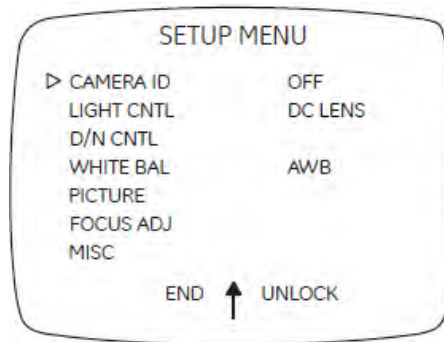 SETUP MENU
CAMERA ID OFF
LIGHT CNTL DC LENS
D/N CNTL
WHITE BAL AWB
PICTURE
FOCUS ADJ
MISC
END UNLOCK